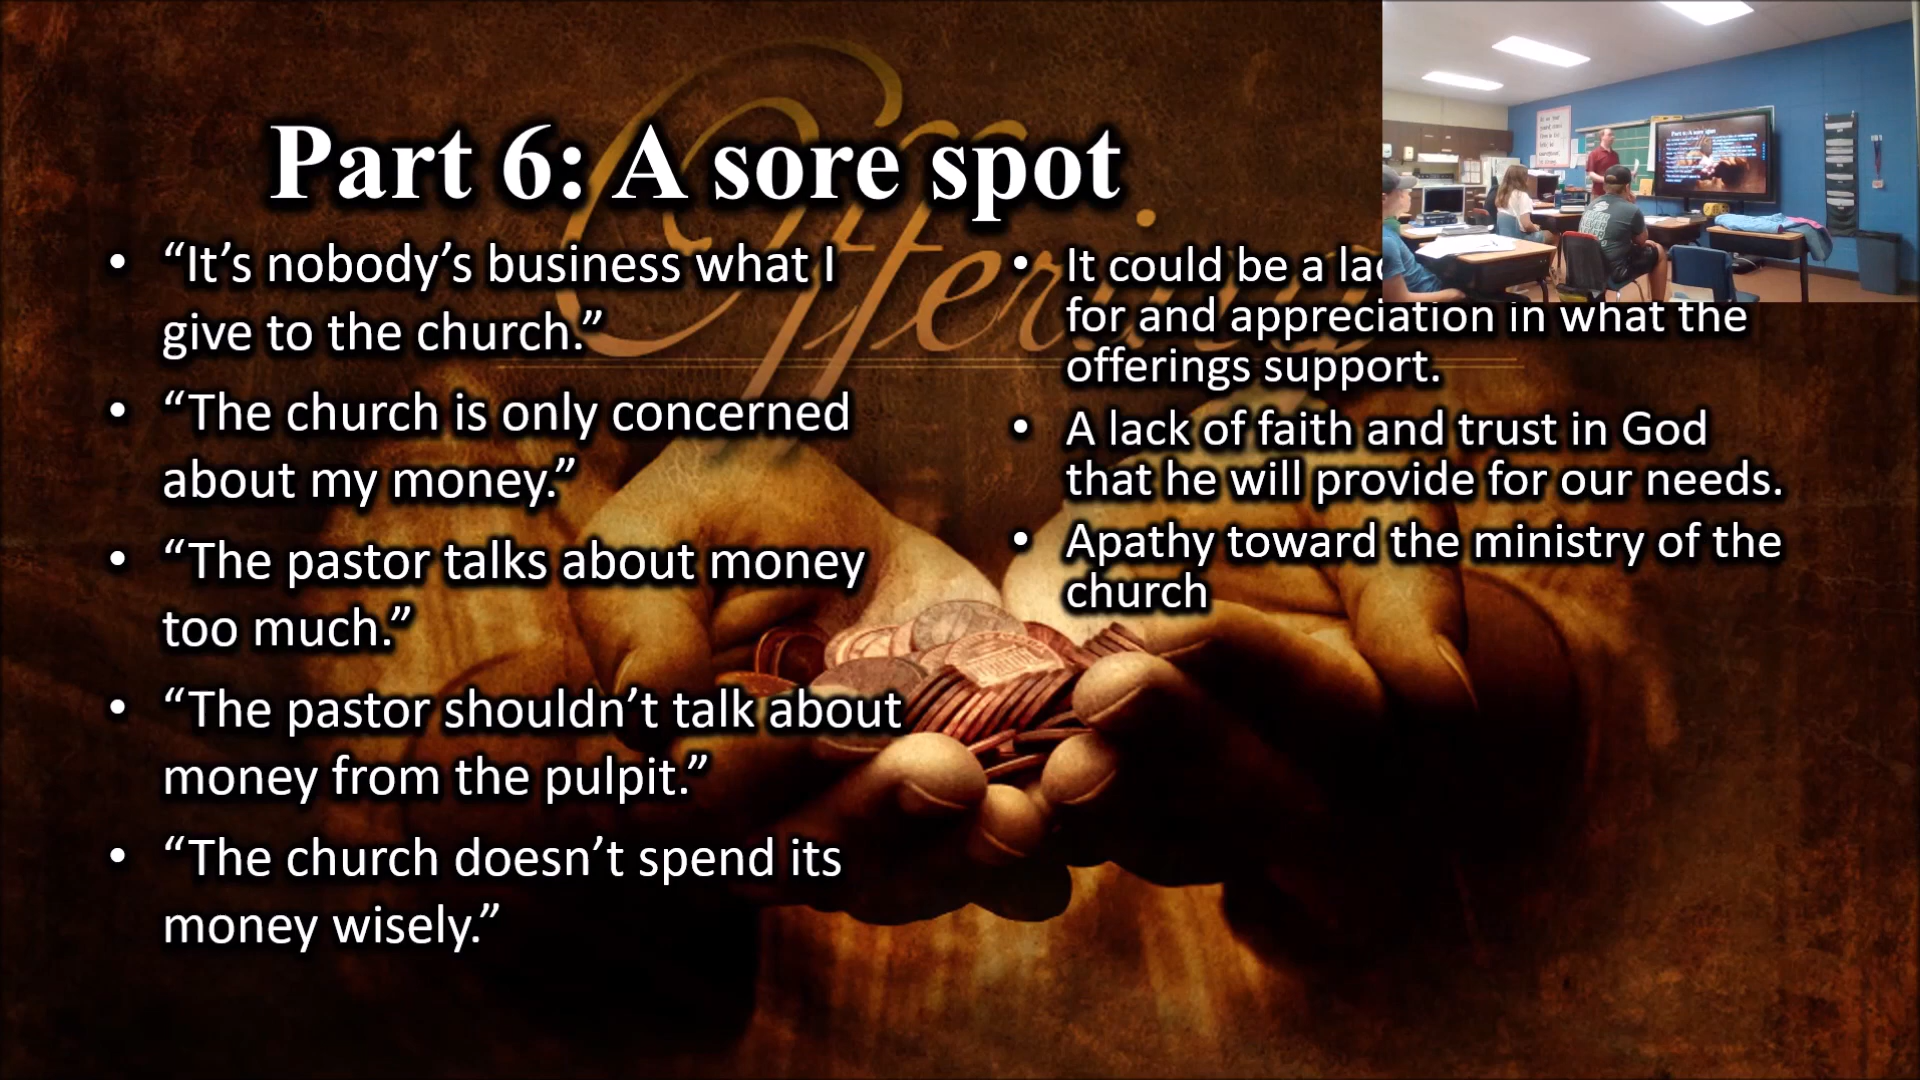 Part 6: A sore spot
• “It’s nobody’s business what I
give to the church.”
• “The church is only concerned
about my money.”
• “The pastor talks about money
too much.”
• “The pastor shouldn’t talk about
money from the pulpit.”
• “The church doesn’t spend its
money wisely.”
• It could be a
for and appreciation in what the
offerings support.
• A lack of faith and trust in God
that he will provide for our needs.
• Apathy toward the ministry of the
church
Offering